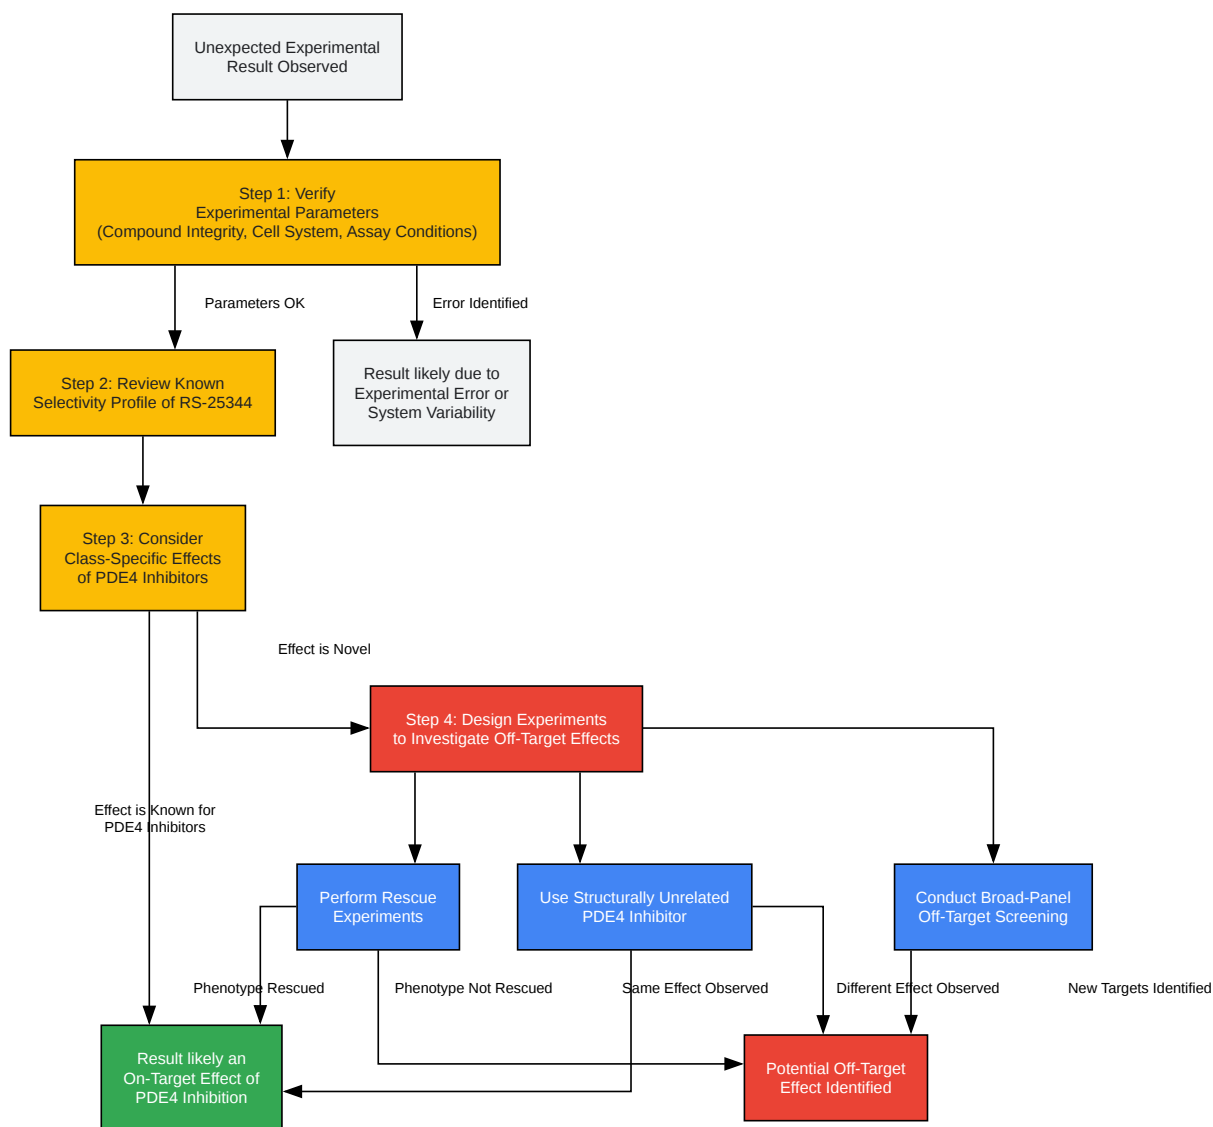 Unexpected Experimental
Result Observed
Step 1: Verify
Experimental Parameters
(Compound Integrity, Cell System, Assay Conditions)
Parameters OK
Error Identified
Step 2: Review Known
Selectivity Profile of RS-25344
Result likely due to
Experimental Error or
System Variability
Step 3: Consider
Class-Specific Effects
of PDE4 Inhibitors
Effect is Novel
Step 4: Design Experiments
to Investigate Off-Target Effects
Effect is Known for
PDE4 Inhibitors
Perform Rescue
Experiments
Use Structurally Unrelated
PDE4 Inhibitor
Conduct Broad-Panel
Off-Target Screening
Phenotype Rescued
Phenotype Not Rescued
Same Effect Observed
Different Effect Observed
New Targets Identified
Result likely an
On-Target Effect of
PDE4 Inhibition
Potential Off-Target
Effect Identified